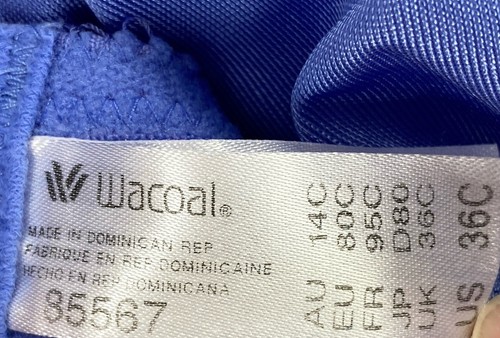 Wacoal®
MADE IN DOMINICAN REP
FABRIQUE EN REP DOMINICAINE
HECHO EN REP DOMINICANA
85567
AU 14C
EU 80C
FR 95C
JP D80
UK 36C
US 36C